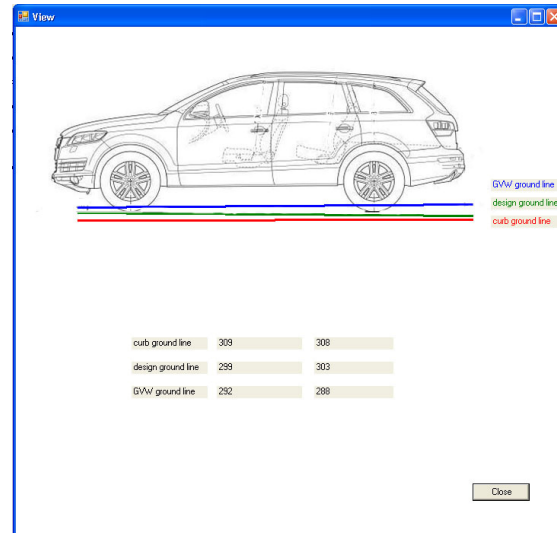 View
GVW ground line
design ground line
curb ground line
curb ground line 309 308
design ground line 299 303
GVW ground line 292 288
Close